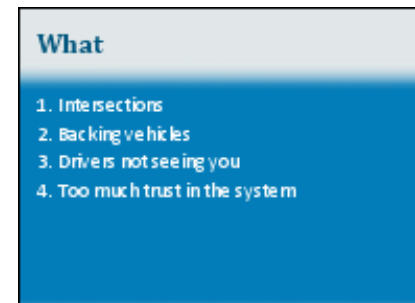 What
1. Intersections
2. Backing vehicles
3. Drivers not seeing you
4. Too much trust in the system